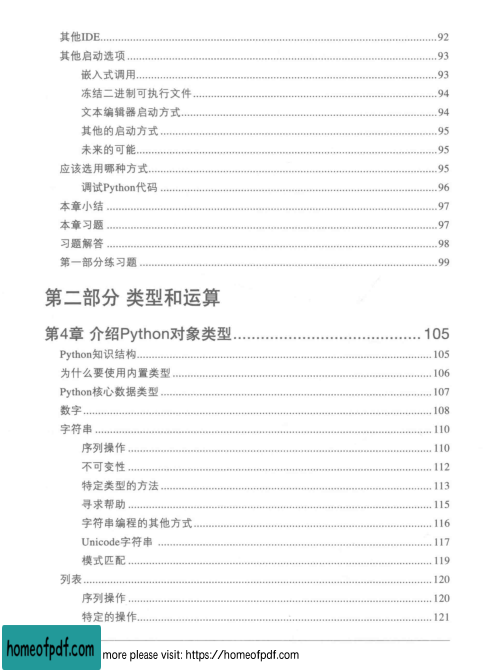 其他IDE..........92
其他启动选项..........93
嵌入式调用..........93
冻结二进制可执行文件..........94
文本编辑器启动方式..........94
其他的启动方式..........95
未来的可能..........95
应该选用哪种方式..........95
调试Python代码..........96
本章小结..........97
本章习题..........97
习题解答..........98
第一部分练习题..........99
第二部分 类型和运算
第4章 介绍Python对象类型..........105
Python知识结构..........105
为什么要使用内置类型..........106
Python核心数据类型..........107
数字..........108
字符串..........110
序列操作..........110
不可变性..........112
特定类型的方法..........113
寻求帮助..........115
字符串编程的其他方式..........116
Unicode字符串..........117
模式匹配..........119
列表..........120
序列操作..........120
特定的操作..........121
homeofpdf.com more please visit: https://homeofpdf.com